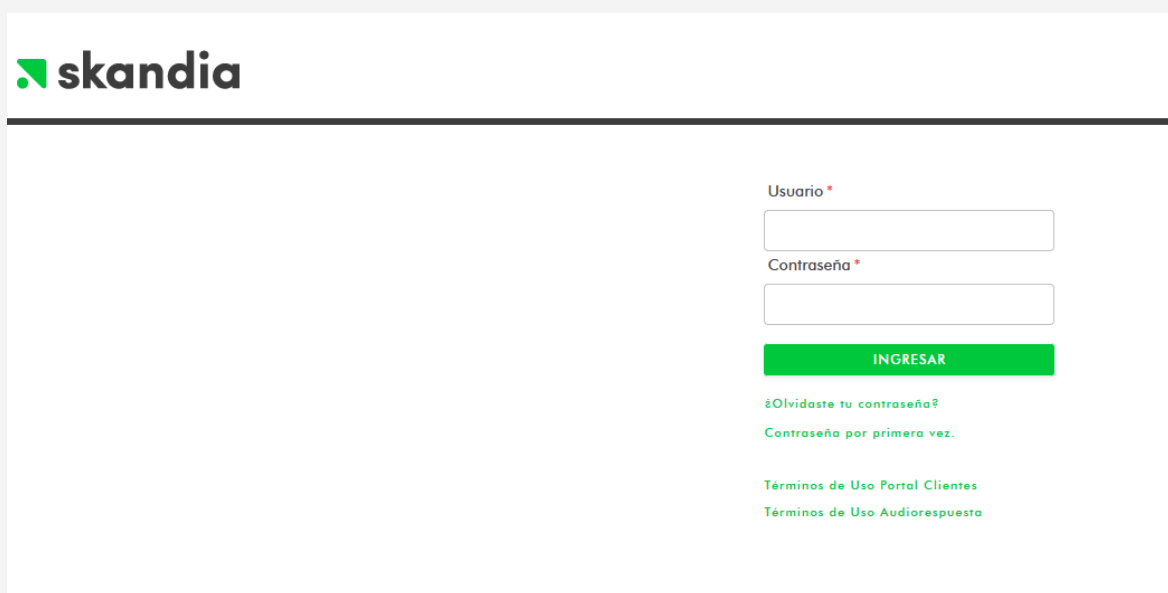 skandia
Usuario *
Contraseña *
INGRESAR
¿Olvidaste tu contraseña?
Contraseña por primera vez.
Términos de Uso Portal Clientes
Términos de Uso Audiorespuesta